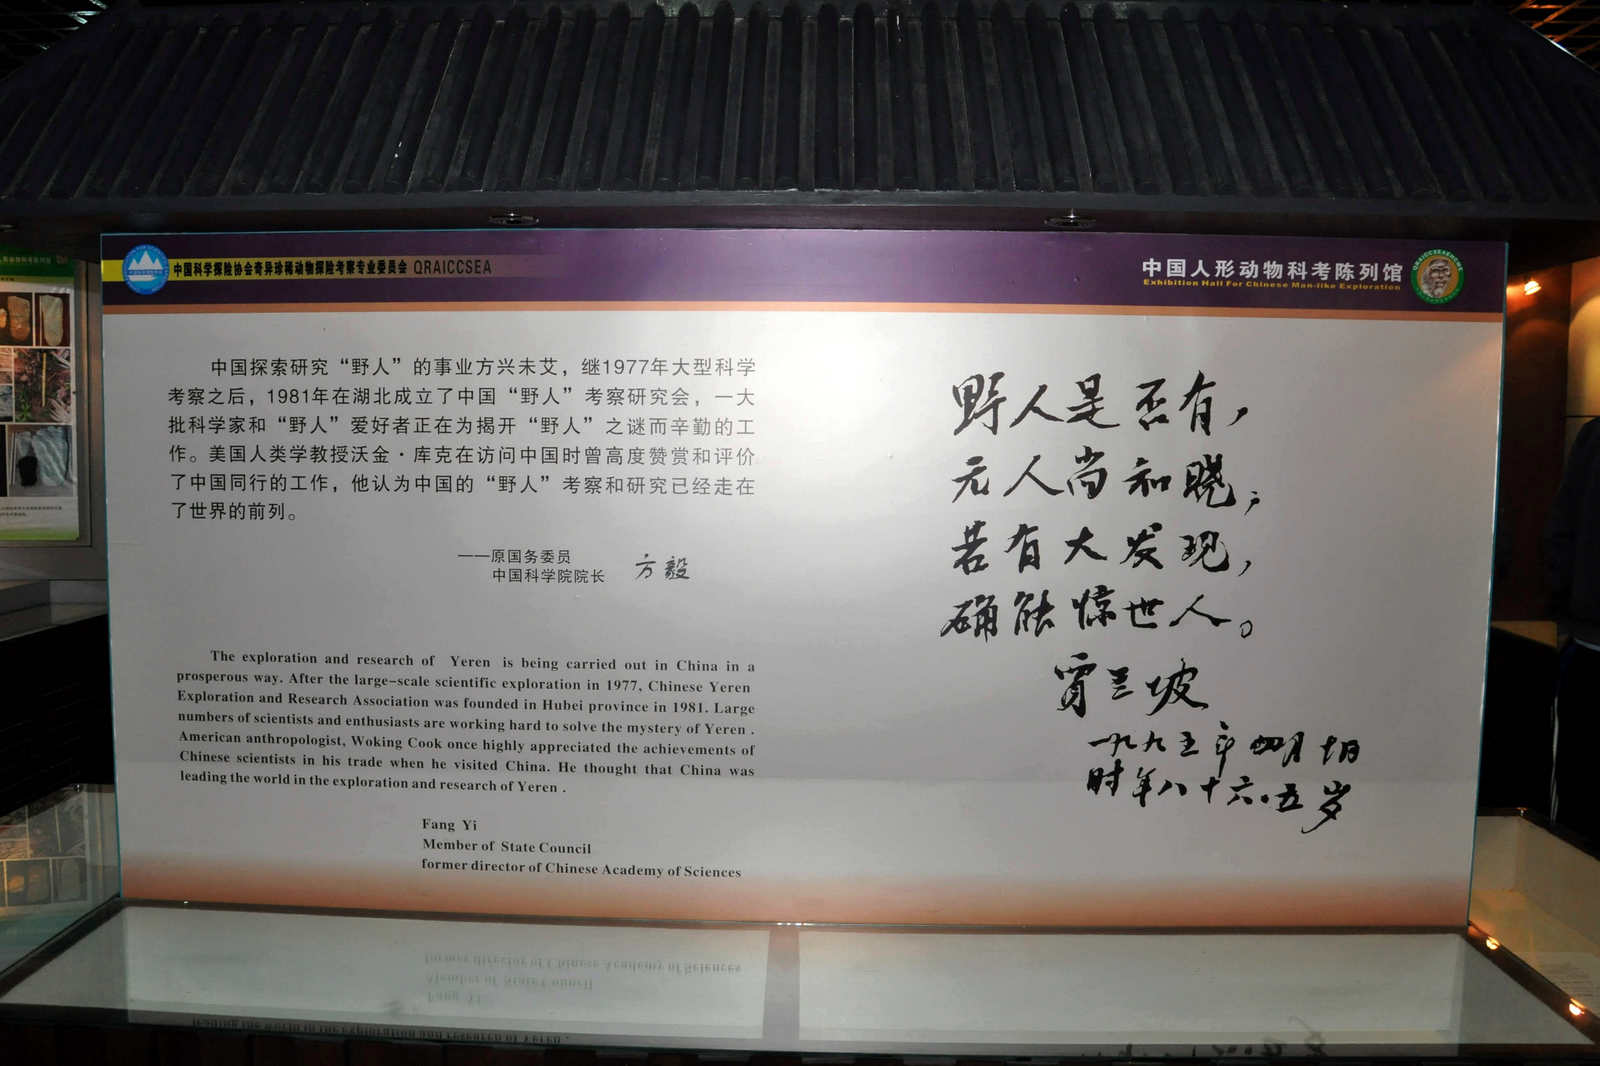 中国科学探险协会奇异珍稀动物探险考察专业委员会 QRAICCSEA
中国人形动物科考陈列馆
Exhibition Hall For Chinese Man-like Exploration
中国探索研究“野人”的事业方兴未艾，继1977年大型科学
考察之后，1981年在湖北成立了中国“野人”考察研究会，一大
批科学家和“野人”爱好者正在为揭开“野人”之谜而辛勤的工
作。美国人类学教授沃金·库克在访问中国时曾高度赞赏和评价
了中国同行的工作，他认为中国的“野人”考察和研究已经走在
了世界的前列。
——原国务委员
中国科学院院长 方毅
The exploration and research of Yeren is being carried out in China in a
prosperous way. After the large-scale scientific exploration in 1977, Chinese Yeren
Exploration and Research Association was founded in Hubei province in 1981. Large
numbers of scientists and enthusiasts are working hard to solve the mystery of Yeren .
American anthropologist, Woking Cook once highly appreciated the achievements of
Chinese scientists in his trade when he visited China. He thought that China was
leading the world in the exploration and research of Yeren .
Fang Yi
Member of State Council
former director of Chinese Academy of Sciences
野人是否有，
无人尚知晓；
若有大发现，
确能惊世人。
贾兰坡
一九九五年四月十日
时年八十六.五岁